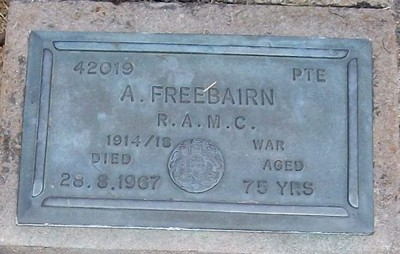 42019 PTE
A. FREEBAIRN
R.A.M.C.
1914/18 WAR
DIED AGED
28.8.1967 75 YRS